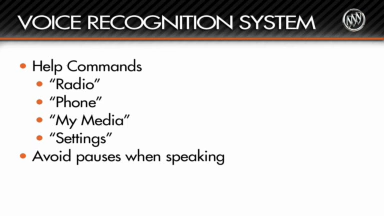 VOICE RECOGNITION SYSTEM
• Help Commands
• “Radio”
• “Phone”
• “My Media”
• “Settings”
• Avoid pauses when speaking